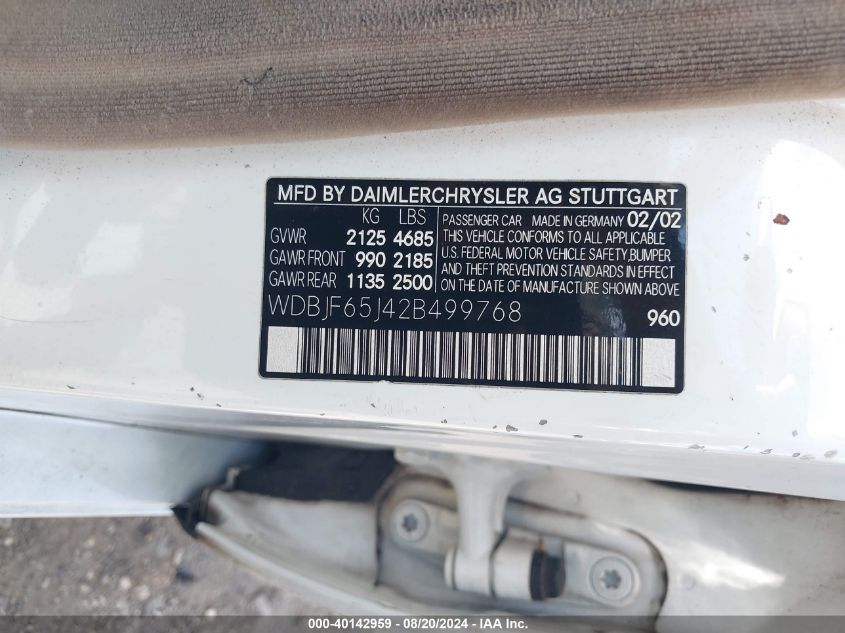 MFD BY DAIMLERCHRYSLER AG STUTTGART
KG LBS
GVWR 2125 4685
GAWR FRONT 990 2185
GAWR REAR 1135 2500
PASSENGER CAR MADE IN GERMANY 02/02
THIS VEHICLE CONFORMS TO ALL APPLICABLE
U.S. FEDERAL MOTOR VEHICLE SAFETY,BUMPER
AND THEFT PREVENTION STANDARDS IN EFFECT
ON THE DATE OF MANUFACTURE SHOWN ABOVE
WDBJF65J42B499768
960
000-40142959 - 08/20/2024 - IAA Inc.